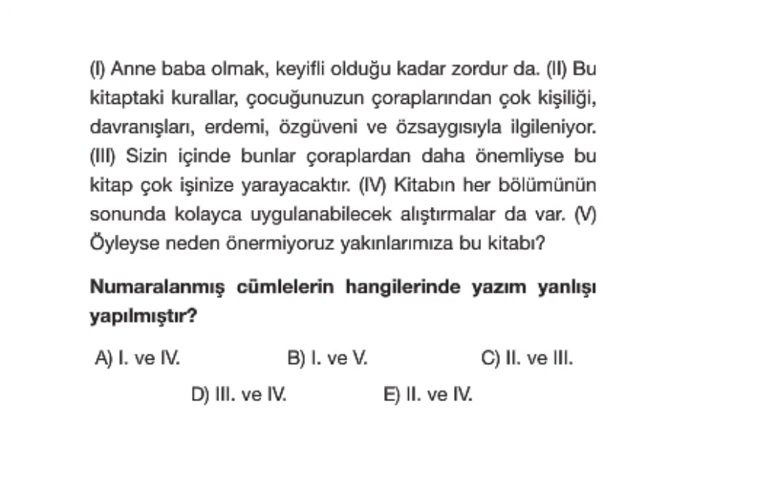 (I) Anne baba olmak, keyifli olduğu kadar zordur da. (II) Bu
kitaptaki kurallar, çocuğunuzun çoraplarından çok kişiliği,
davranışları, erdemi, özgüveni ve özsaygısıyla ilgileniyor.
(III) Sizin içinde bunlar çoraplardan daha önemliyse bu
kitap çok işinize yarayacaktır. (IV) Kitabın her bölümünün
sonunda kolayca uygulanabilecek alıştırmalar da var. (V)
Öyleyse neden önermiyoruz yakınlarımıza bu kitabı?
Numaralanmış cümlelerin hangilerinde yazım yanlışı
yapılmıştır?
A) I. ve IV. B) I. ve V. C) II. ve III.
D) III. ve IV. E) II. ve IV.